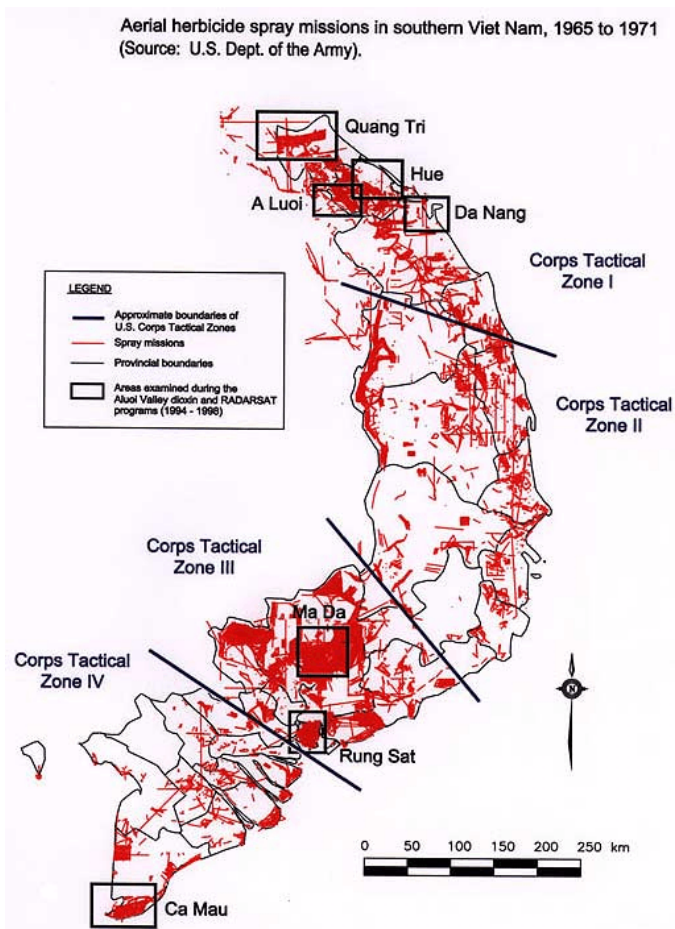 Aerial herbicide spray missions in southern Viet Nam, 1965 to 1971
(Source: U.S. Dept. of the Army).
Quang Tri
Hue
A Luoi
Da Nang
Corps Tactical
Zone I
LEGEND
Approximate boundaries of
U.S. Corps Tactical Zones
Spray missions
Provincial boundaries
Areas examined during the
Aluoi Valley dioxin and RADARSAT
programs (1994 - 1998)
Corps Tactical
Zone II
Corps Tactical
Zone III
Ma Da
Corps Tactical
Zone IV
N
Rung Sat
0 50 100 150 200 250 km
Ca Mau